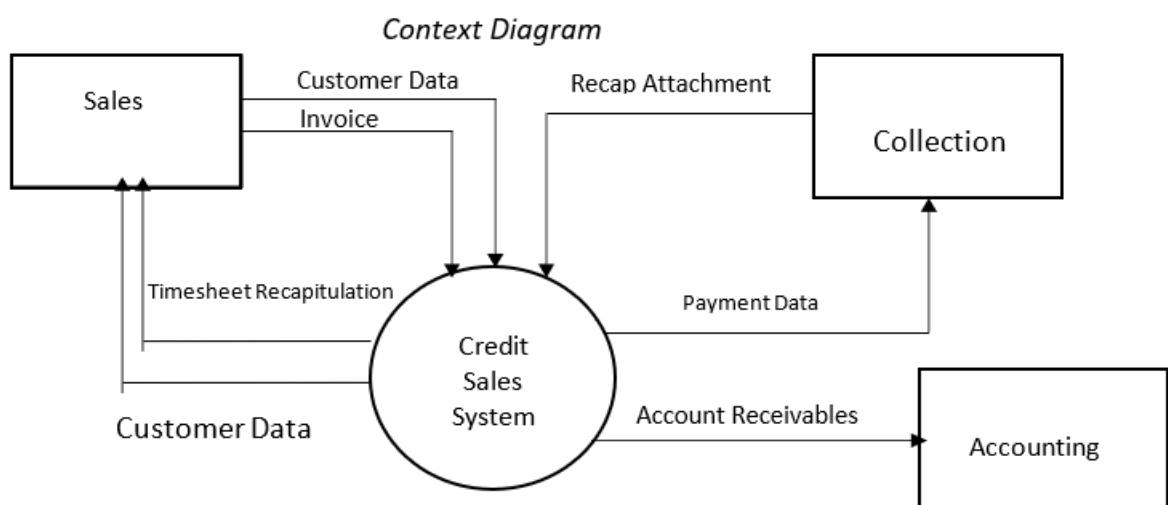 Context Diagram
Sales
Customer Data
Invoice
Recap Attachment
Collection
Timesheet Recapitulation
Payment Data
Credit
Sales
System
Customer Data
Account Receivables
Accounting